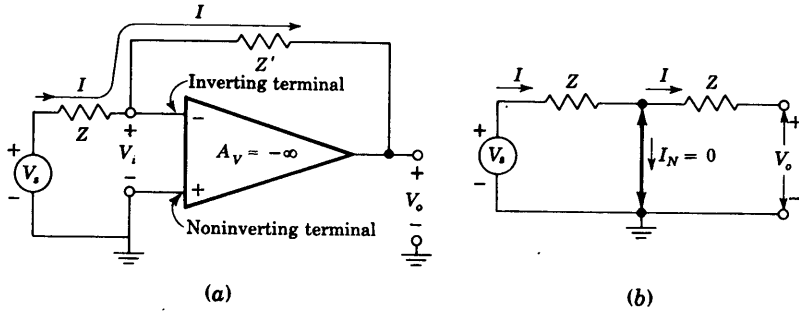 I
Z'
I
Inverting terminal
Z
+
−
+
V_i
A_V = −∞
V_s
−
−
+
+
V_o
−
Noninverting terminal
(a)
I
Z
I
Z
+
+
V_s
I_N = 0
V_o
−
−
(b)